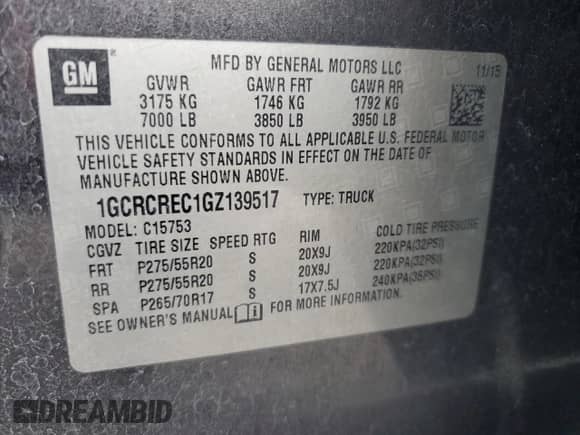 GM
MFD BY GENERAL MOTORS LLC 11/15
GVWR GAWR FRT GAWR RR
3175 KG 1746 KG 1792 KG
7000 LB 3850 LB 3950 LB
THIS VEHICLE CONFORMS TO ALL APPLICABLE U.S. FEDERAL MOTOR
VEHICLE SAFETY STANDARDS IN EFFECT ON THE DATE OF
MANUFACTURE SHOWN ABOVE.
1GCRCREC1GZ139517 TYPE: TRUCK
MODEL: C15753
CGVZ TIRE SIZE SPEED RTG RIM COLD TIRE PRESSURE
FRT P275/55R20 S 20X9J 220KPA(32PSI)
RR P275/55R20 S 20X9J 220KPA(32PSI)
SPA P265/70R17 S 17X7.5J 240KPA(35PSI)
SEE OWNER'S MANUAL FOR MORE INFORMATION.
DREAMBID